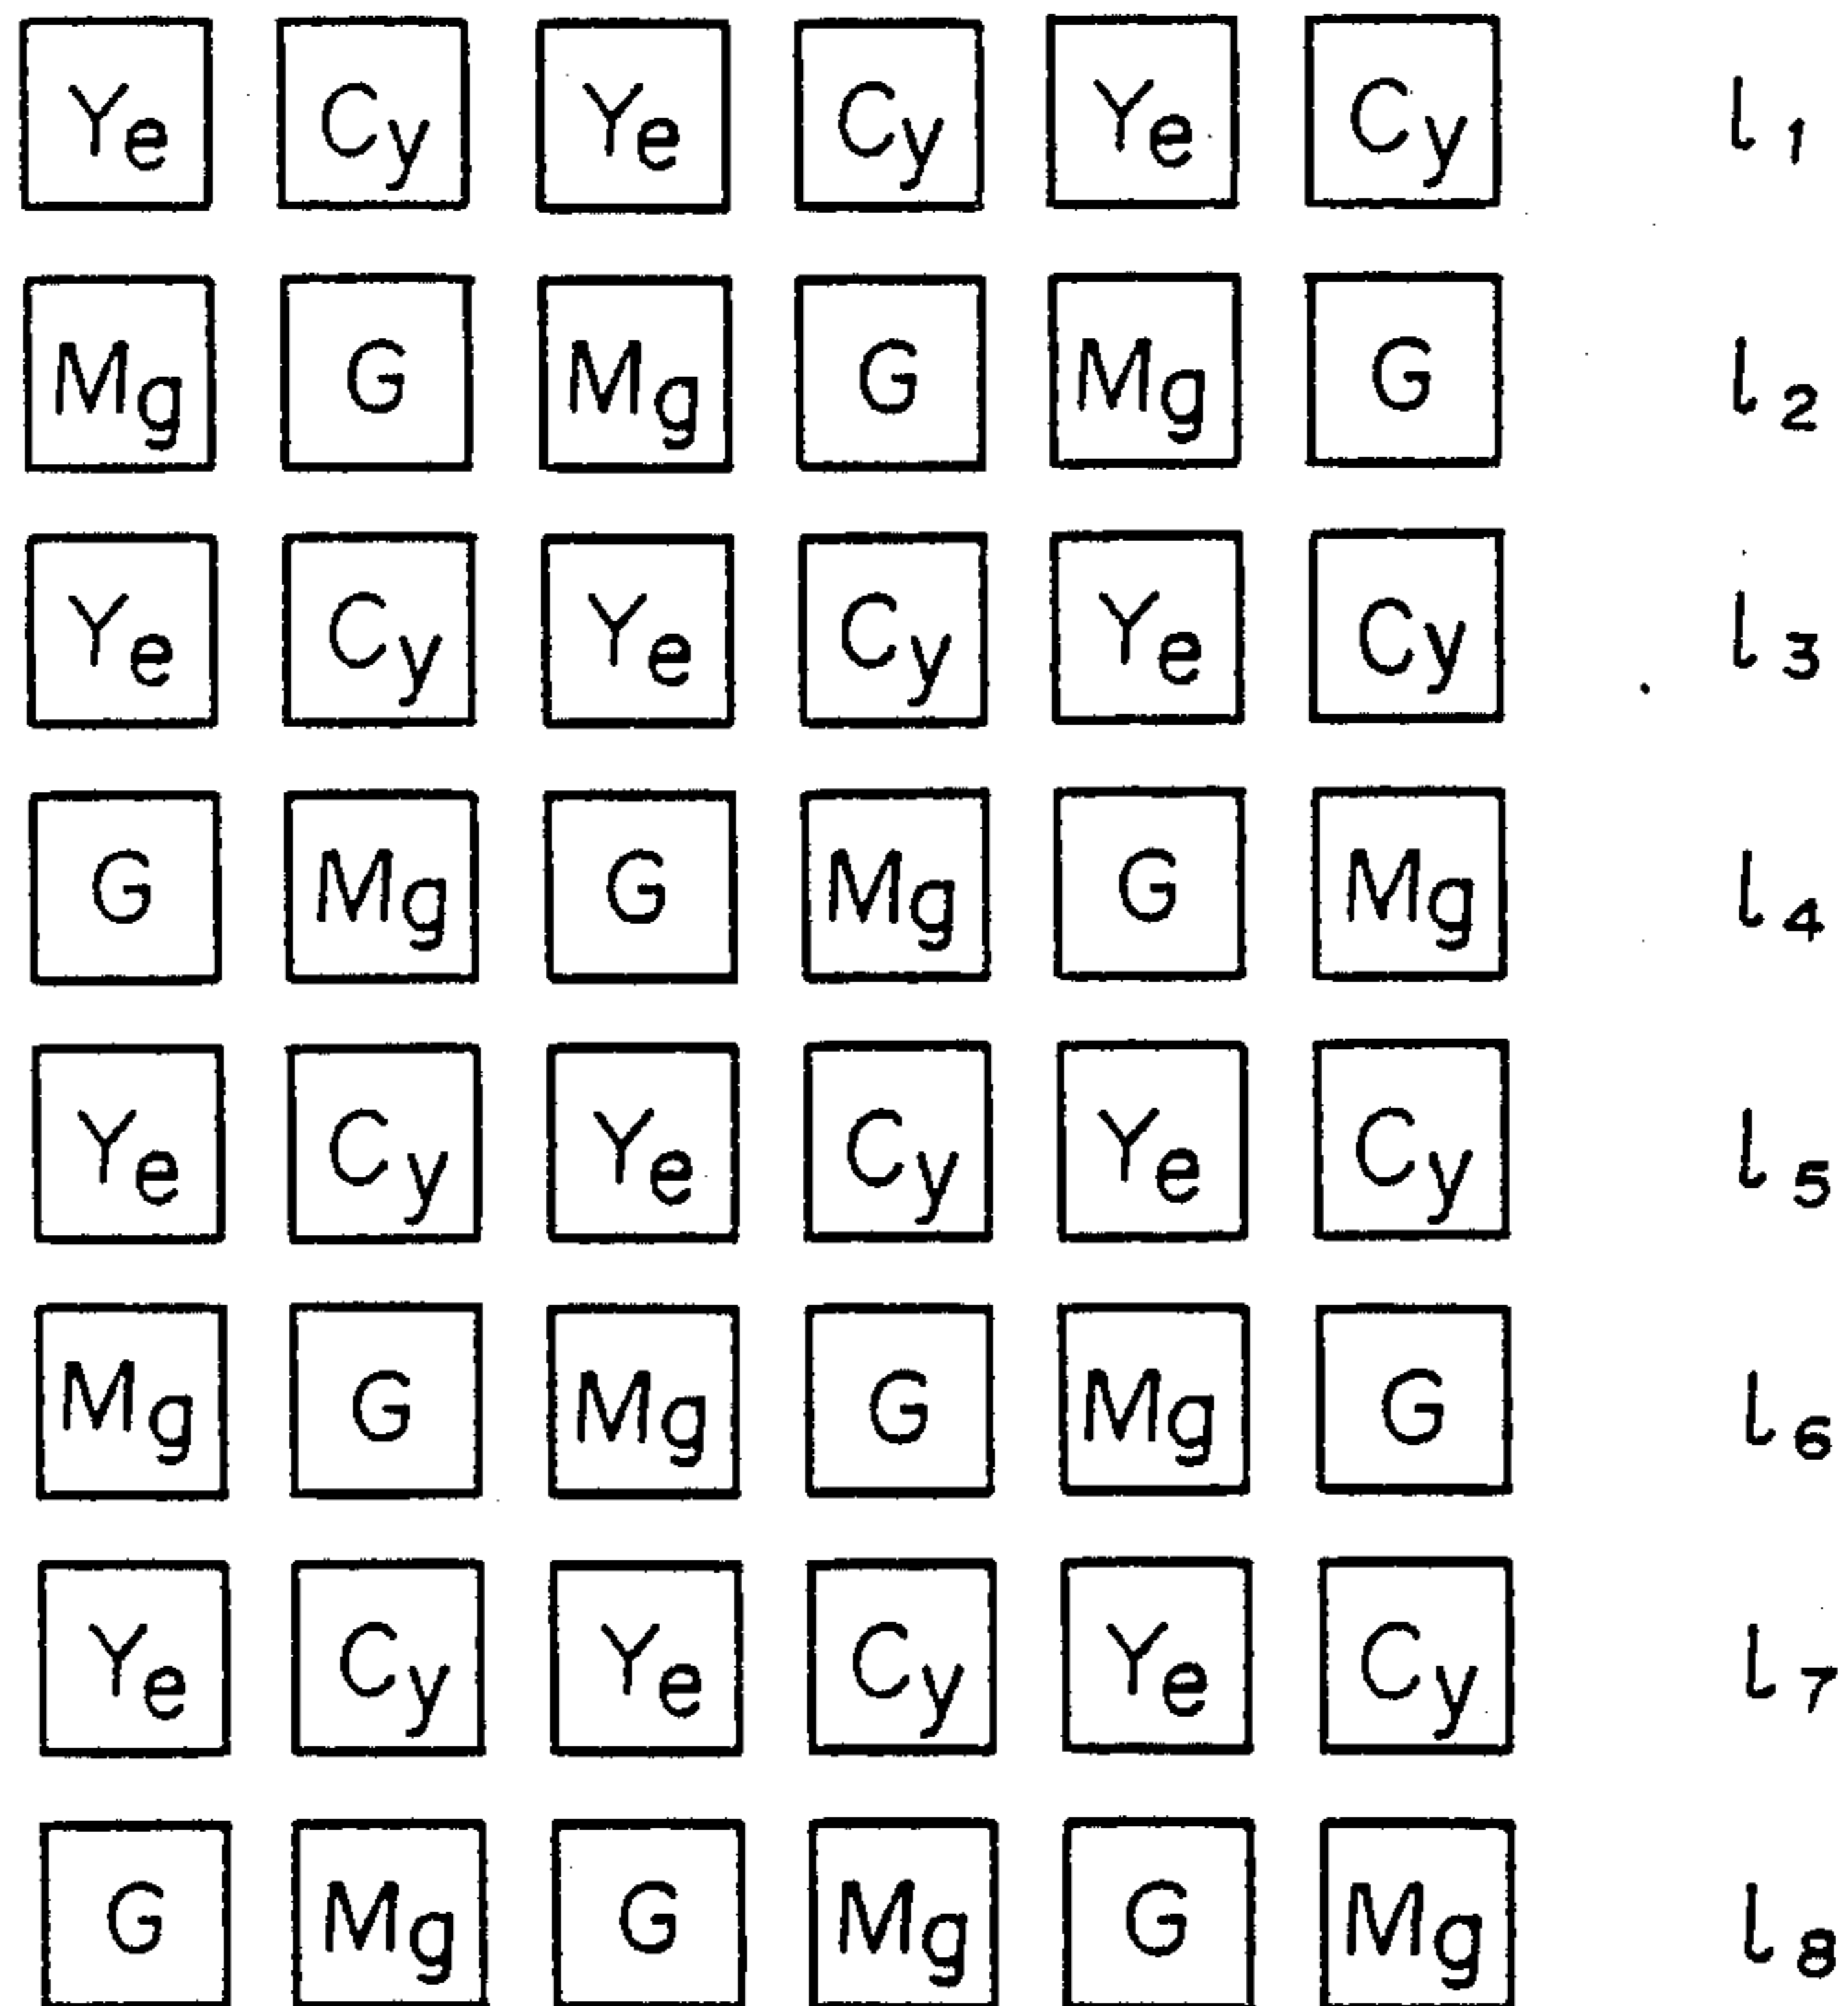 Ye Cy Ye Cy Ye Cy l1
Mg G Mg G Mg G l2
Ye Cy Ye Cy Ye Cy l3
G Mg G Mg G Mg l4
Ye Cy Ye Cy Ye Cy l5
Mg G Mg G Mg G l6
Ye Cy Ye Cy Ye Cy l7
G Mg G Mg G Mg l8